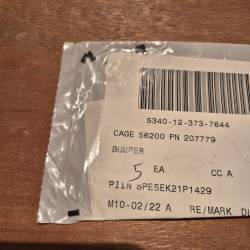 5340-12-373-7644
CAGE 56200 PN 207779
BUMPER
5 EA CC A
PIIN SPE5EK21P1429
M10-02/22 A RE/MARK